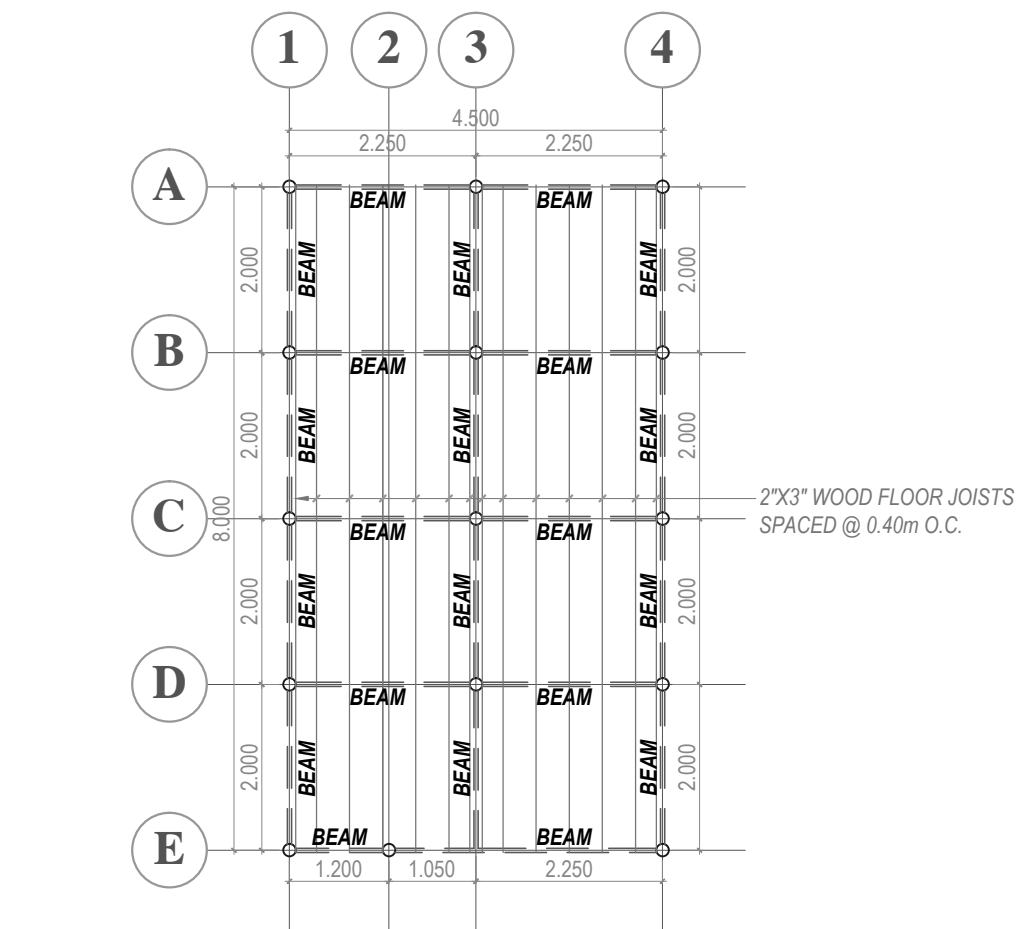 1 2 3 4
4.500
2.250 2.250
A
BEAM BEAM
2.000 BEAM BEAM BEAM 2.000
B
BEAM BEAM
2.000 BEAM BEAM BEAM 2.000
8.000
2"X3" WOOD FLOOR JOISTS
SPACED @ 0.40m O.C.
C
BEAM BEAM
2.000 BEAM BEAM BEAM 2.000
D
BEAM BEAM
2.000 BEAM BEAM BEAM 2.000
BEAM BEAM
E
1.200 1.050 2.250